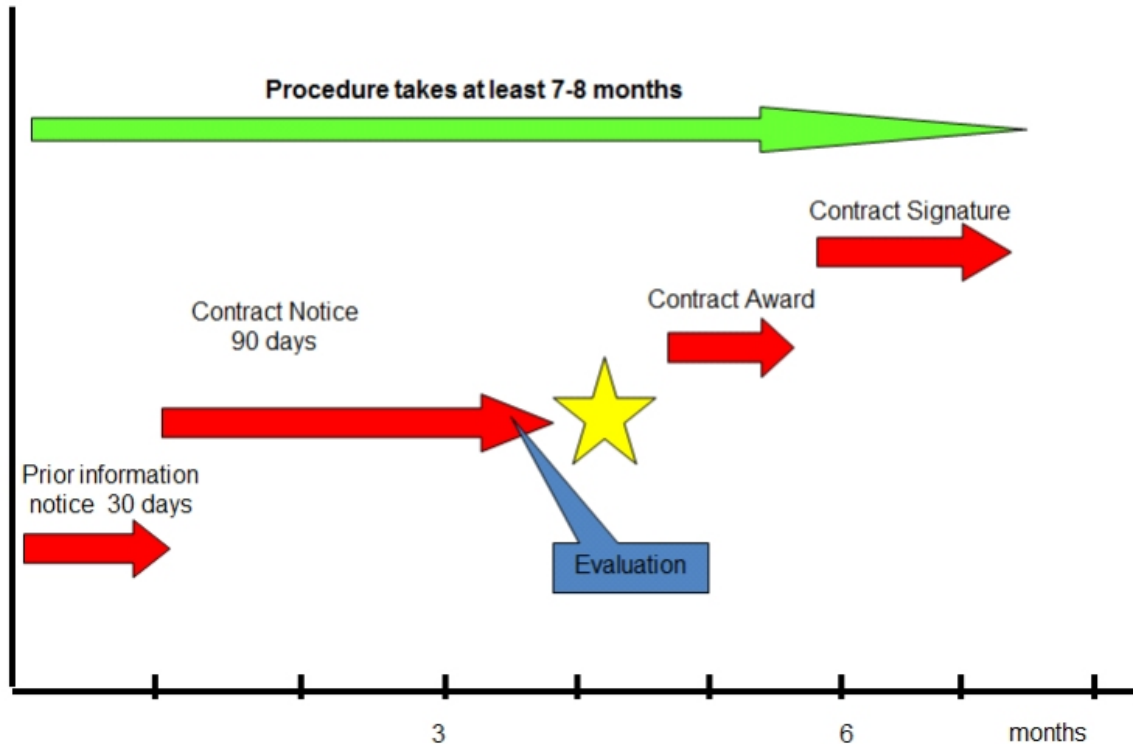 Procedure takes at least 7-8 months
Contract Signature
Contract Award
Contract Notice
90 days
Prior information
notice 30 days
Evaluation
3
6
months